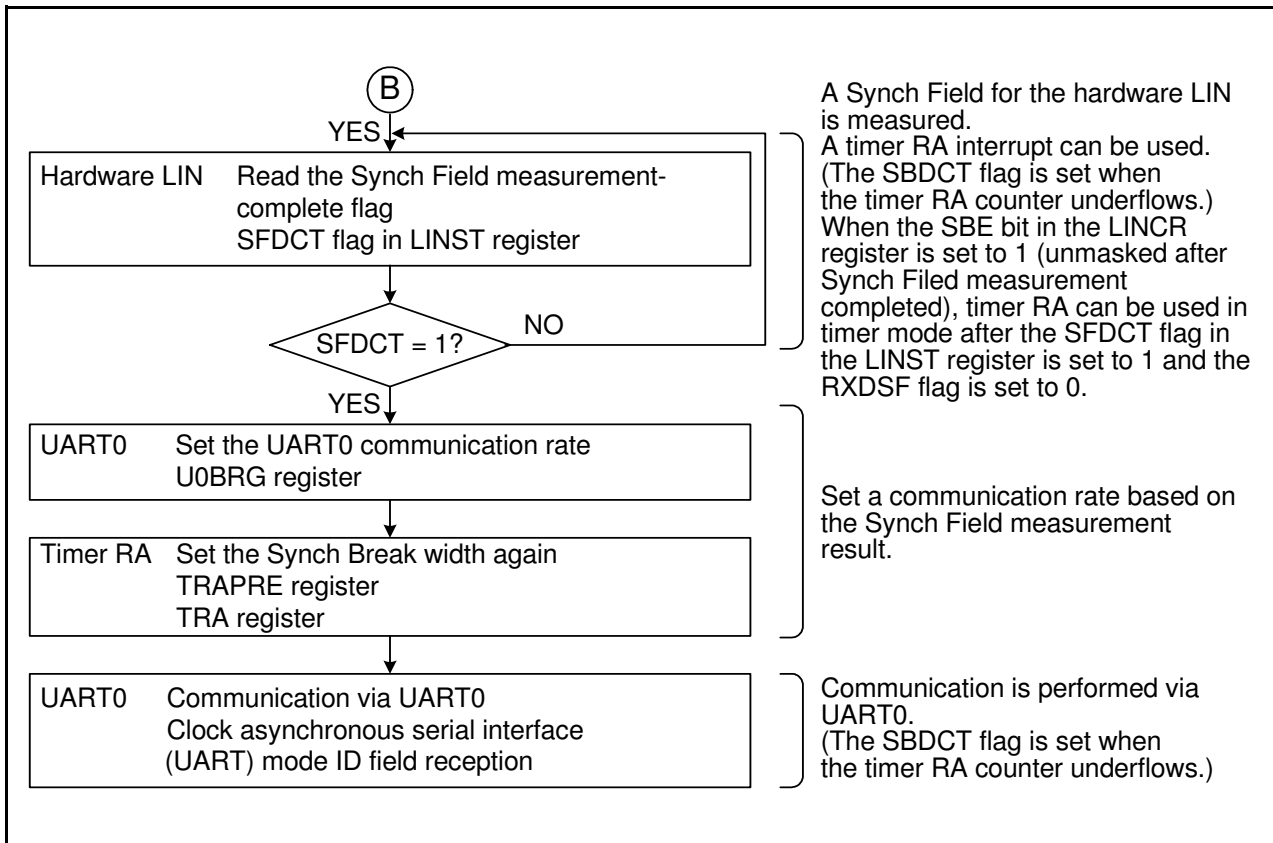 B
YES
Hardware LIN Read the Synch Field measurement-
complete flag
SFDCT flag in LINST register
SFDCT = 1?
NO
YES
UART0 Set the UART0 communication rate
U0BRG register
Timer RA Set the Synch Break width again
TRAPRE register
TRA register
UART0 Communication via UART0
Clock asynchronous serial interface
(UART) mode ID field reception
A Synch Field for the hardware LIN
is measured.
A timer RA interrupt can be used.
(The SBDCT flag is set when
the timer RA counter underflows.)
When the SBE bit in the LINCR
register is set to 1 (unmasked after
Synch Filed measurement
completed), timer RA can be used in
timer mode after the SFDCT flag in
the LINST register is set to 1 and the
RXDSF flag is set to 0.
Set a communication rate based on
the Synch Field measurement
result.
Communication is performed via
UART0.
(The SBDCT flag is set when
the timer RA counter underflows.)